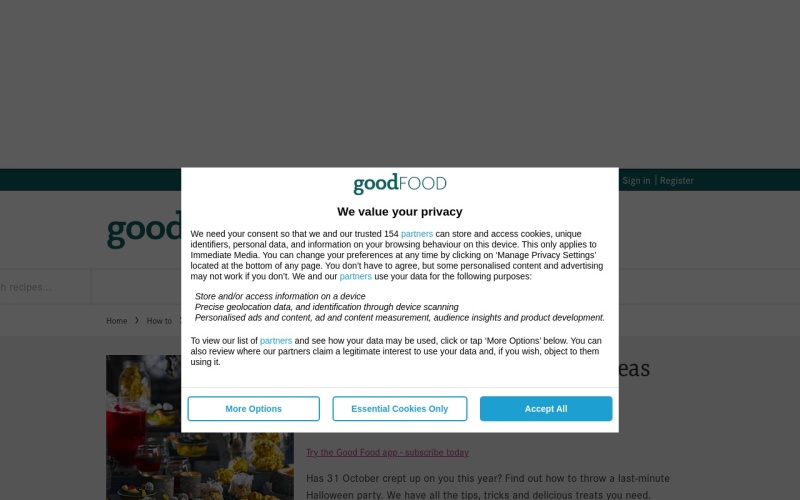 Sign in | Register
good
h recipes...
Home
How to
goodFOOD
We value your privacy
We need your consent so that we and our trusted 154 partners can store and access cookies, unique
identifiers, personal data, and information on your browsing behaviour on this device. This only applies to
Immediate Media. You can change your preferences at any time by clicking on ‘Manage Privacy Settings’
located at the bottom of any page. You don’t have to agree, but some personalised content and advertising
may not work if you don’t. We and our partners use your data for the following purposes:
Store and/or access information on a device
Precise geolocation data, and identification through device scanning
Personalised ads and content, ad and content measurement, audience insights and product development.
To view our list of partners and see how your data may be used, click or tap ‘More Options’ below. You can
also review where our partners claim a legitimate interest to use your data and, if you wish, object to them
using it.
More Options
Essential Cookies Only
Accept All
eas
Try the Good Food app - subscribe today
Has 31 October crept up on you this year? Find out how to throw a last-minute
Halloween party. We have all the tips, tricks and delicious treats you need.